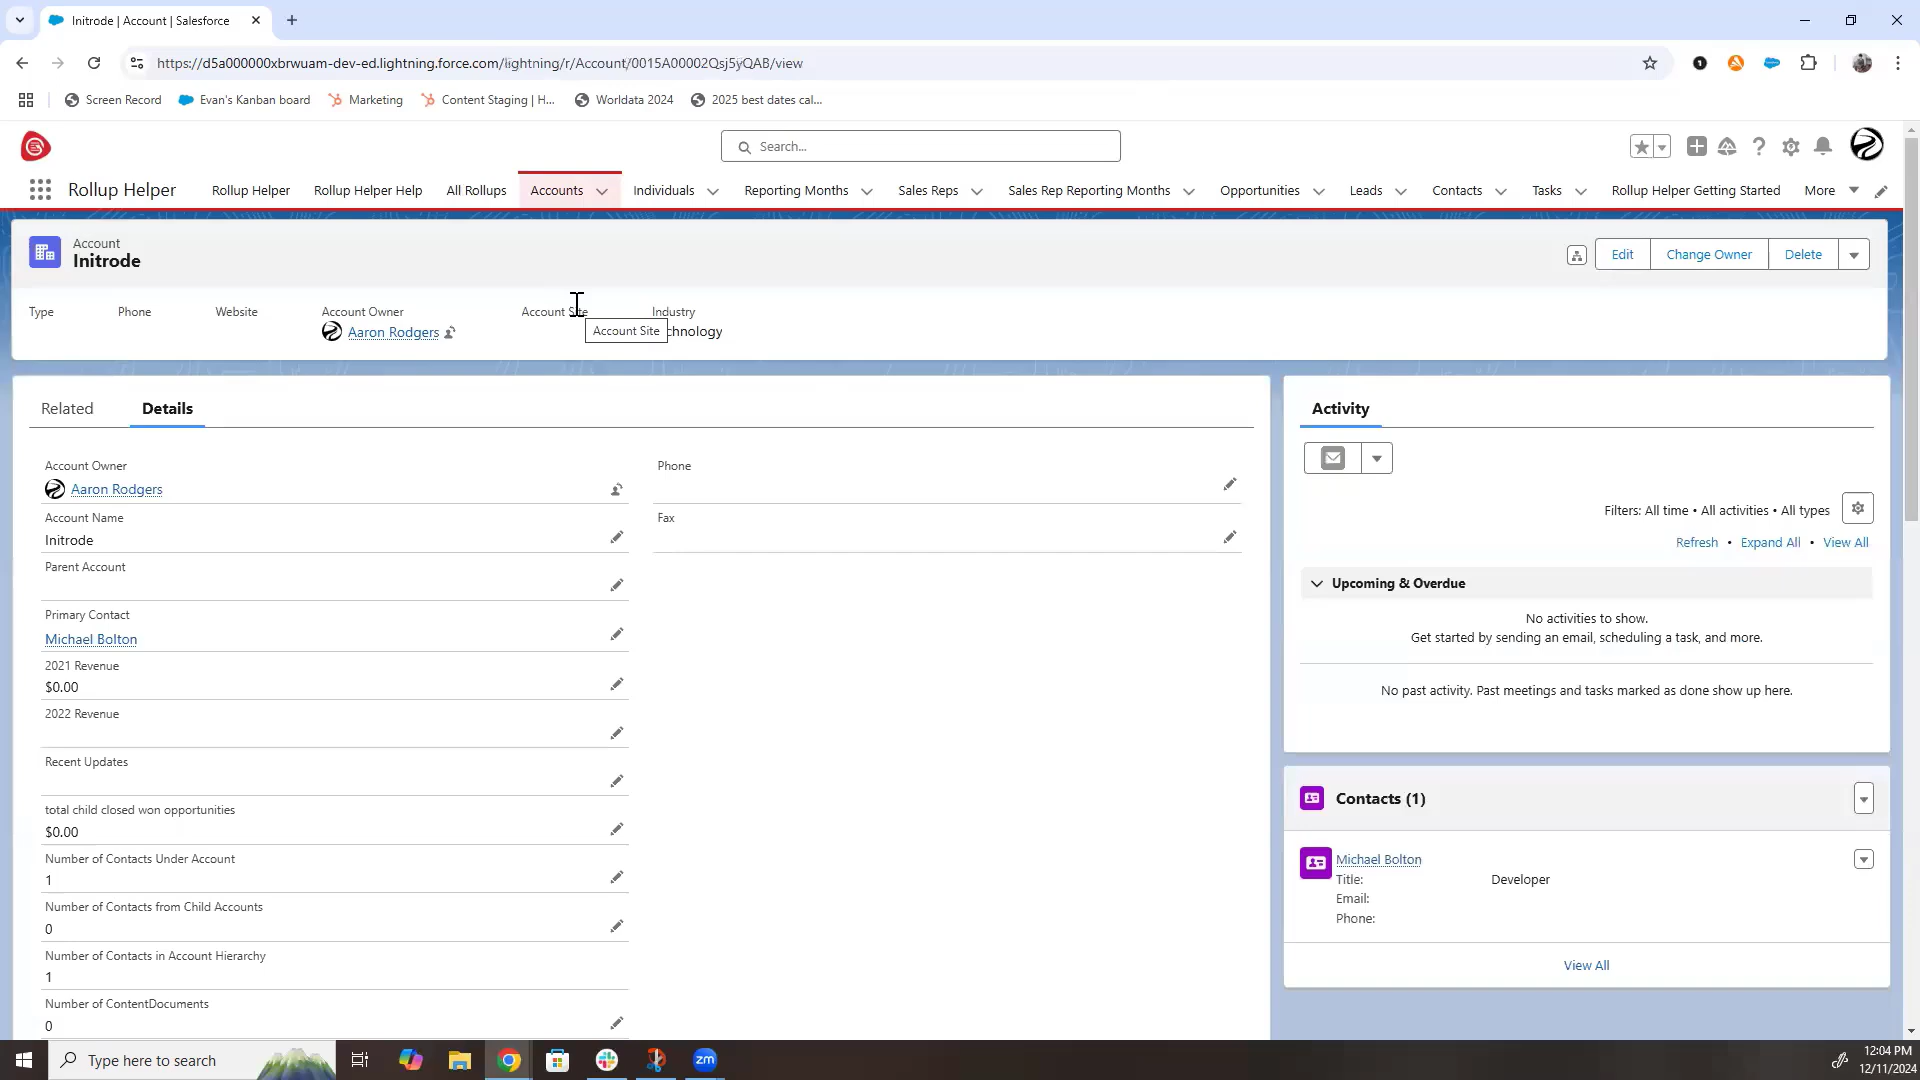 Initrode | Account | Salesforce
https://d5a000000xbrwuam-dev-ed.lightning.force.com/lightning/r/Account/0015A00002Qsj5yQAB/view
Screen Record
Evan's Kanban board
Marketing
Content Staging | H...
Worldata 2024
2025 best dates cal...
Search...
Rollup Helper
Rollup Helper
Rollup Helper Help
All Rollups
Accounts
Individuals
Reporting Months
Sales Reps
Sales Rep Reporting Months
Opportunities
Leads
Contacts
Tasks
Rollup Helper Getting Started
More
Account
Initrode
Edit
Change Owner
Delete
Type
Phone
Website
Account Owner
Aaron Rodgers
Account Site
Industry
Account Site
chnology
Related
Details
Account Owner
Aaron Rodgers
Account Name
Initrode
Parent Account
Primary Contact
Michael Bolton
2021 Revenue
$0.00
2022 Revenue
Recent Updates
total child closed won opportunities
$0.00
Number of Contacts Under Account
1
Number of Contacts from Child Accounts
0
Number of Contacts in Account Hierarchy
1
Number of ContentDocuments
0
Phone
Fax
Activity
Filters: All time • All activities • All types
Refresh • Expand All • View All
Upcoming & Overdue
No activities to show.
Get started by sending an email, scheduling a task, and more.
No past activity. Past meetings and tasks marked as done show up here.
Contacts (1)
Michael Bolton
Title: Developer
Email:
Phone:
View All
Type here to search
zm
12:04 PM
12/11/2024